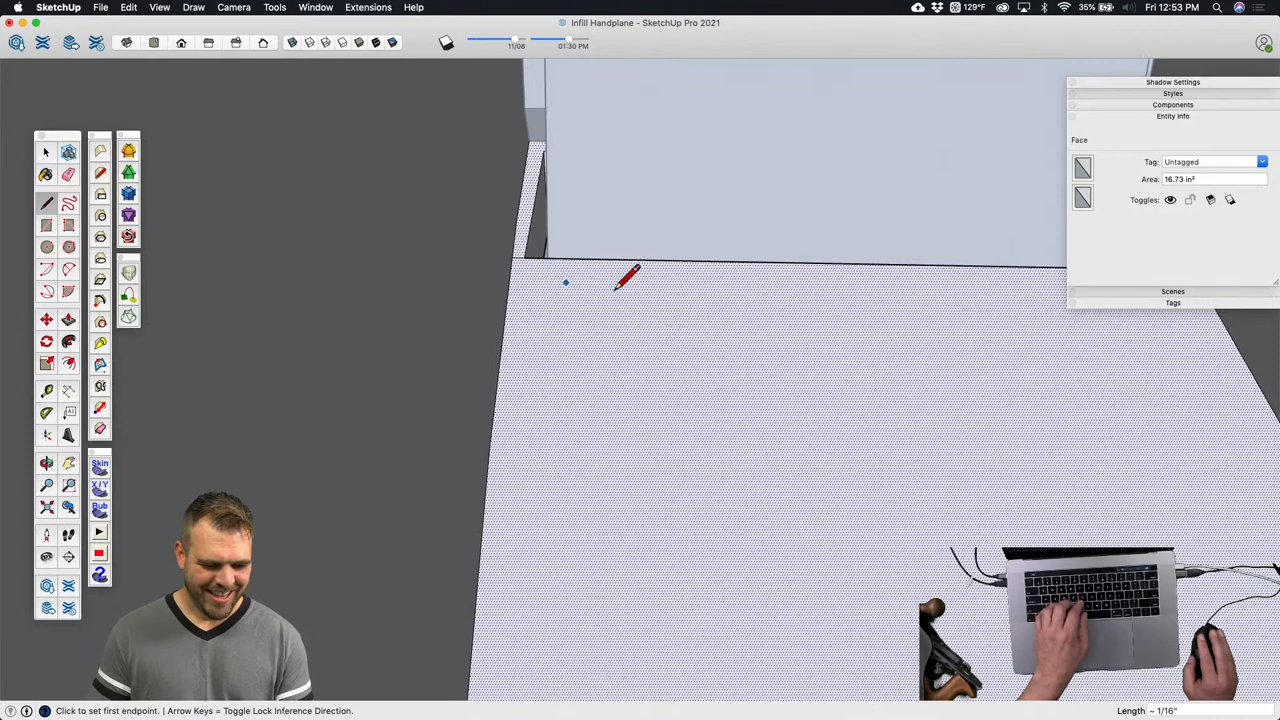 SketchUp File Edit View Draw Camera Tools Window Extensions Help
129°F 35% Fri 12:53 PM
Infill Handplane - SketchUp Pro 2021
11/08 01:30 PM
Shadow Settings
Styles
Components
Entity Info
Face
Tag: Untagged
Area: 16.73 in²
Toggles:
Scenes
Tags
A1
Skin
X/Y
Bub
Click to set first endpoint. | Arrow Keys = Toggle Lock Inference Direction.
Length ~ 1/16"